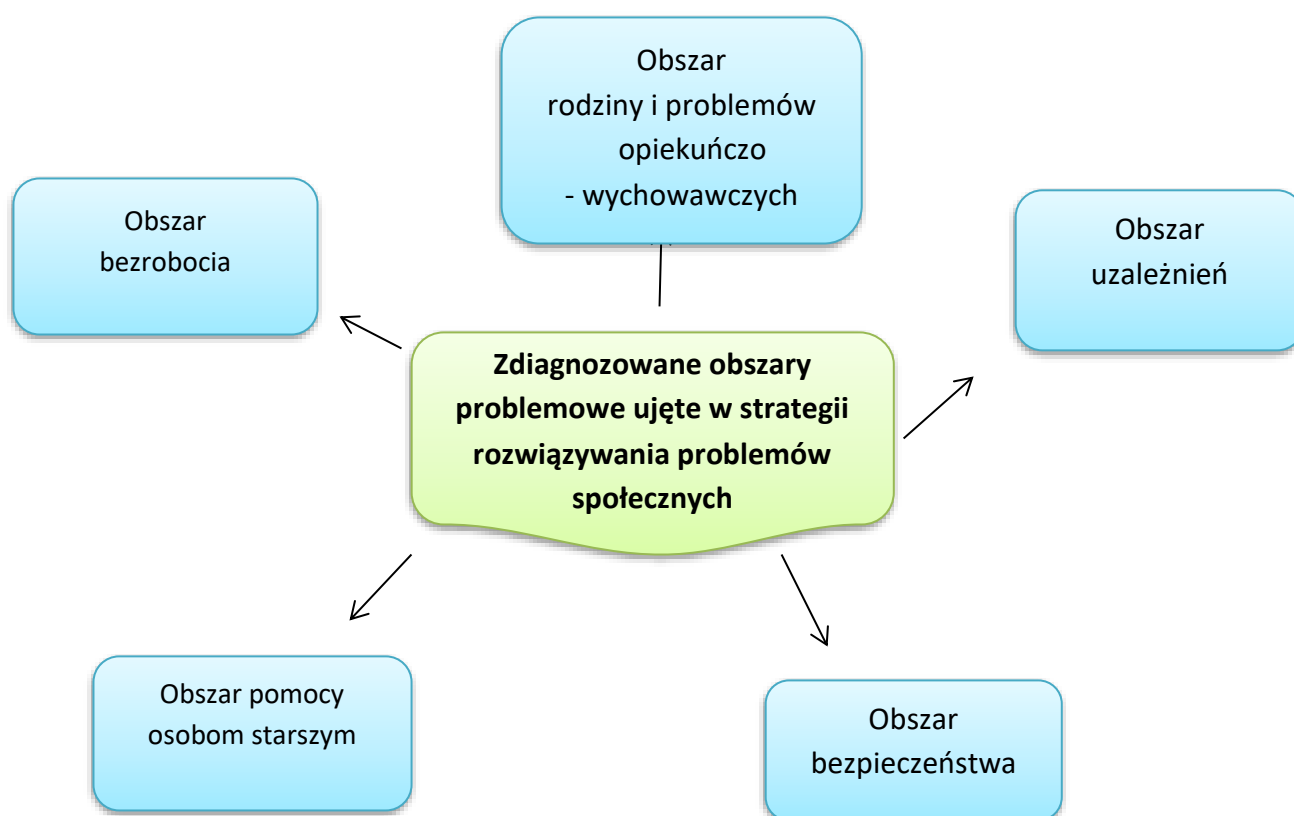 Obszar
rodziny i problemów
opiekuńczo
- wychowawczych
Obszar
bezrobocia
Obszar
uzależnień
Zdiagnozowane obszary
problemowe ujęte w strategii
rozwiązywania problemów
społecznych
Obszar pomocy
osobom starszym
Obszar
bezpieczeństwa